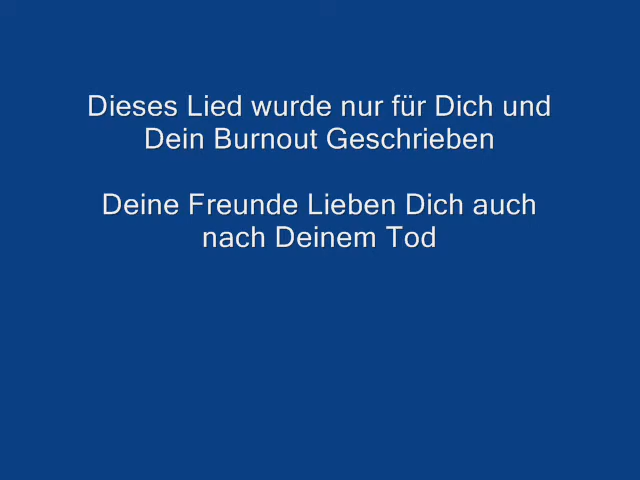 Dieses Lied wurde nur für Dich und
Dein Burnout Geschrieben
Deine Freunde Lieben Dich auch
nach Deinem Tod